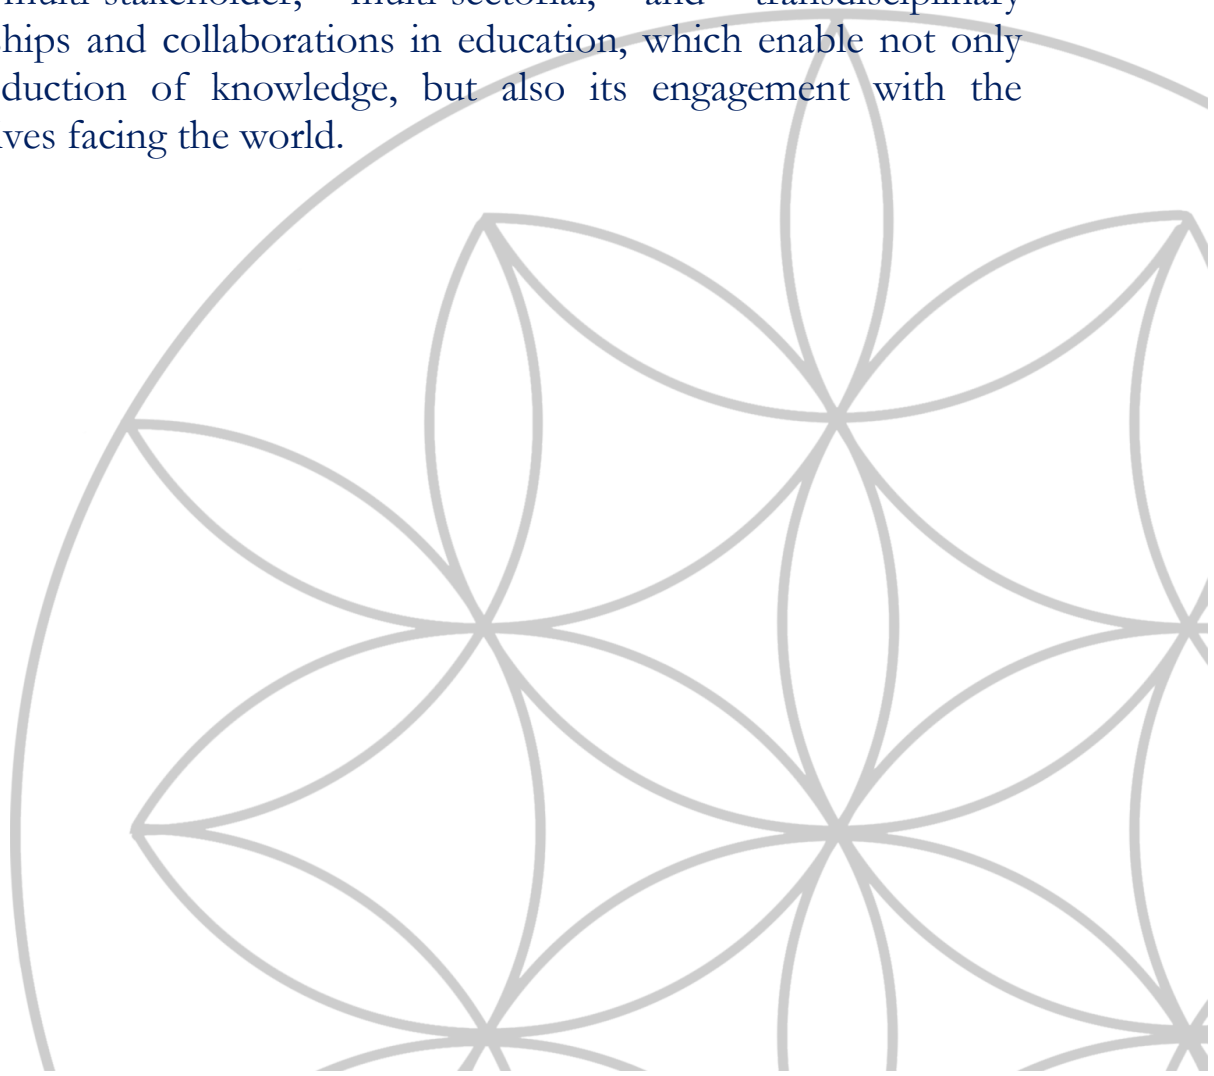 multi-stakeholder, multi-sectorial, and transdisciplinary
hips and collaborations in education, which enable not only
duction of knowledge, but also its engagement with the
ves facing the world.